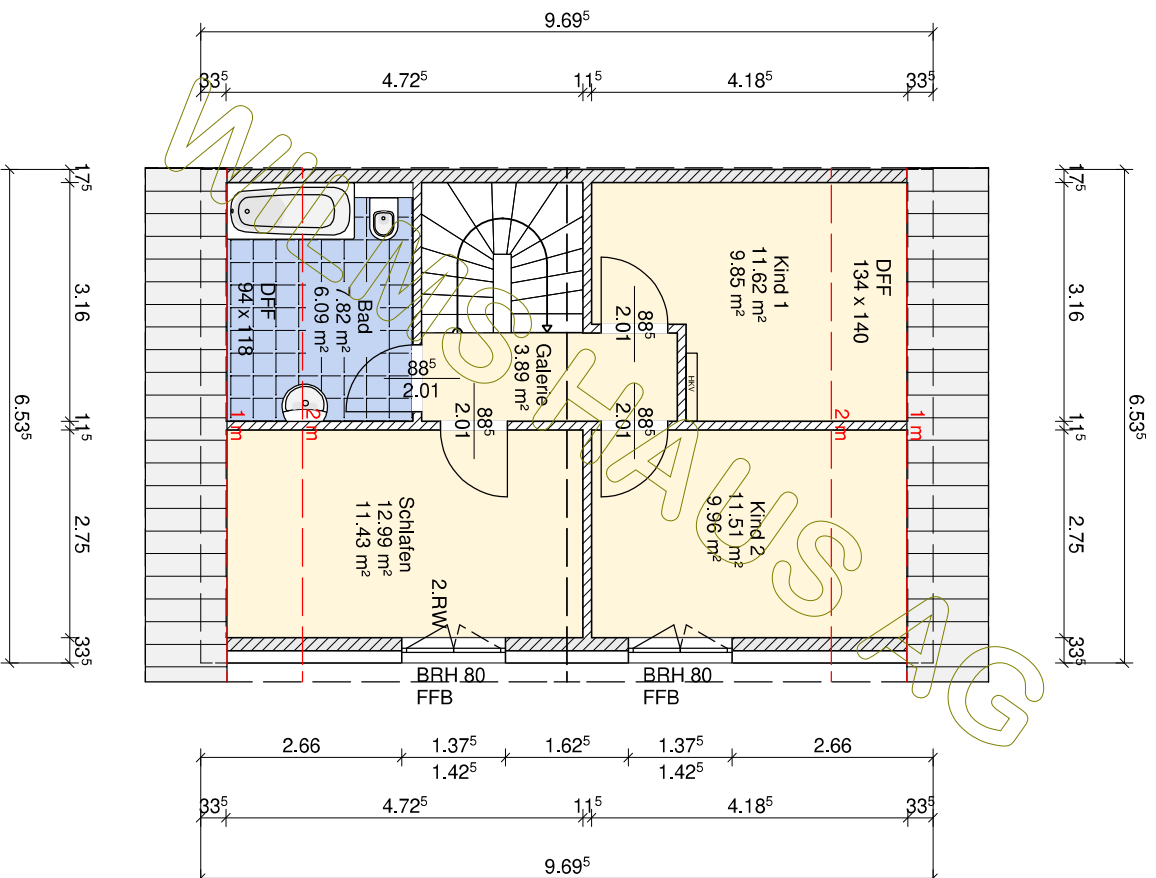 9.69⁵
33⁵ 4.72⁵ 11⁵ 4.18⁵ 33⁵
17⁵
3.16
11⁵
2.75
33⁵
6.53⁵
17⁵
3.16
11⁵
2.75
33⁵
6.53⁵
WILMS HAUS AG
Bad
7.82 m²
6.09 m²
DFF
94 x 118
Galerie
3.89 m²
Kind 1
11.62 m²
9.85 m²
DFF
134 x 140
HKV
88⁵
2.01
88⁵
2.01
88⁵
2.01
88⁵
2.01
1 m
2 m
2 m
1 m
Schlafen
12.99 m²
11.43 m²
2.RW
Kind 2
11.51 m²
9.96 m²
BRH 80
FFB
BRH 80
FFB
2.66 1.37⁵ 1.62⁵ 1.37⁵ 2.66
1.42⁵ 1.42⁵
33⁵ 4.72⁵ 11⁵ 4.18⁵ 33⁵
9.69⁵